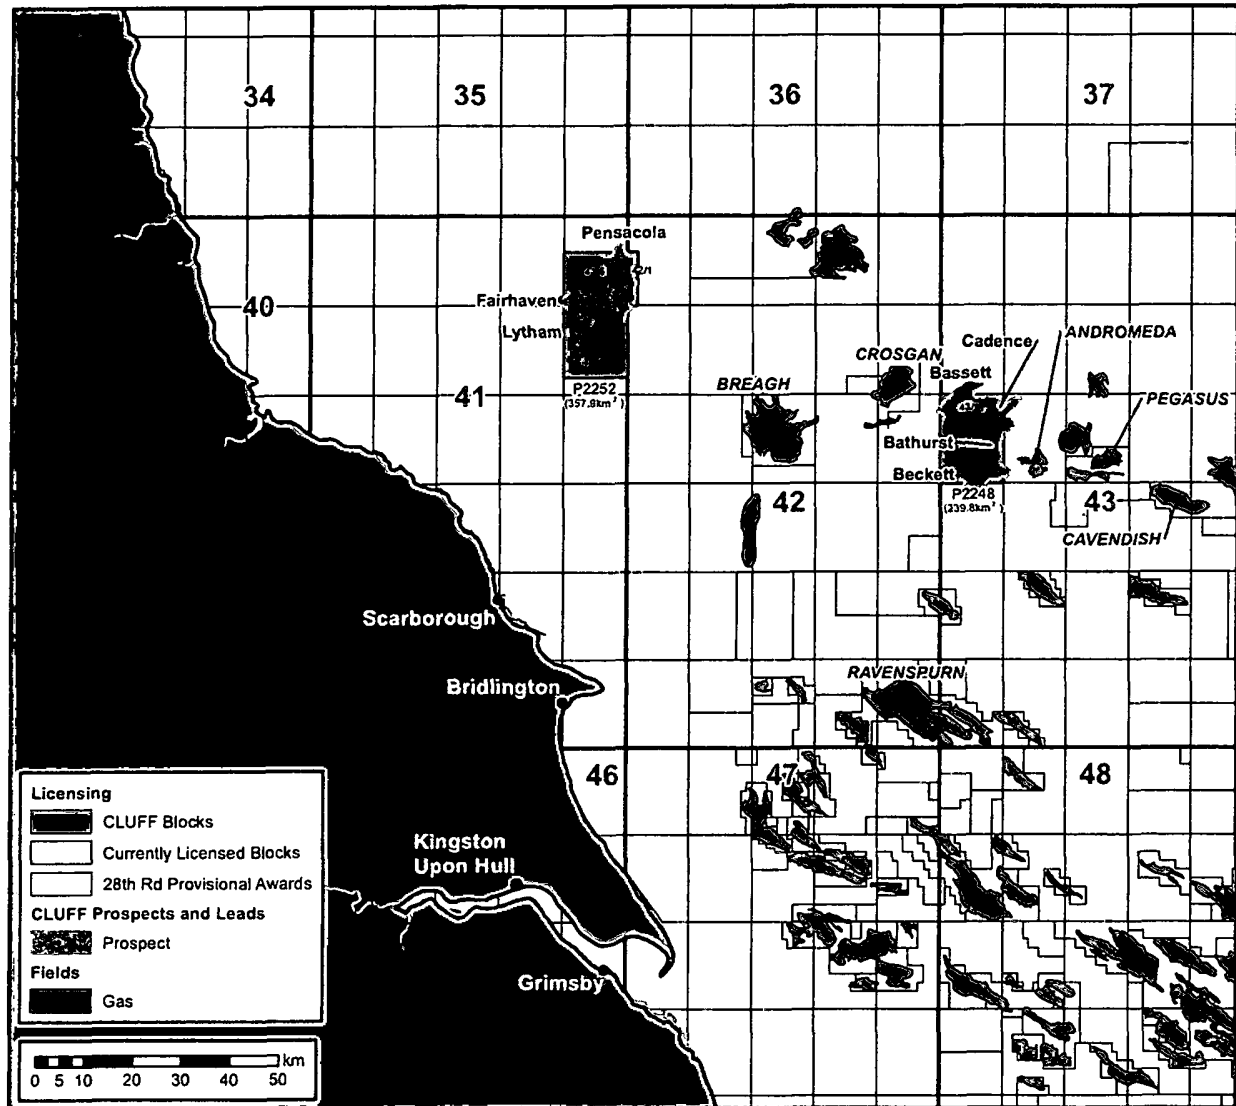 34
35
36
37
Pensacola
40
Fairhaven
Lytham
P2252
(357.8km²)
41
BREAGH
CROSGAN
Cadence
ANDROMEDA
Bassett
PEGASUS
Bathurst
Beckett
P2248
(239.8km²)
42
43
CAVENDISH
Scarborough
Bridlington
RAVENSPURN
46
47
48
Kingston
Upon Hull
Grimsby
Licensing
CLUFF Blocks
Currently Licensed Blocks
28th Rd Provisional Awards
CLUFF Prospects and Leads
Prospect
Fields
Gas
km
0 5 10 20 30 40 50